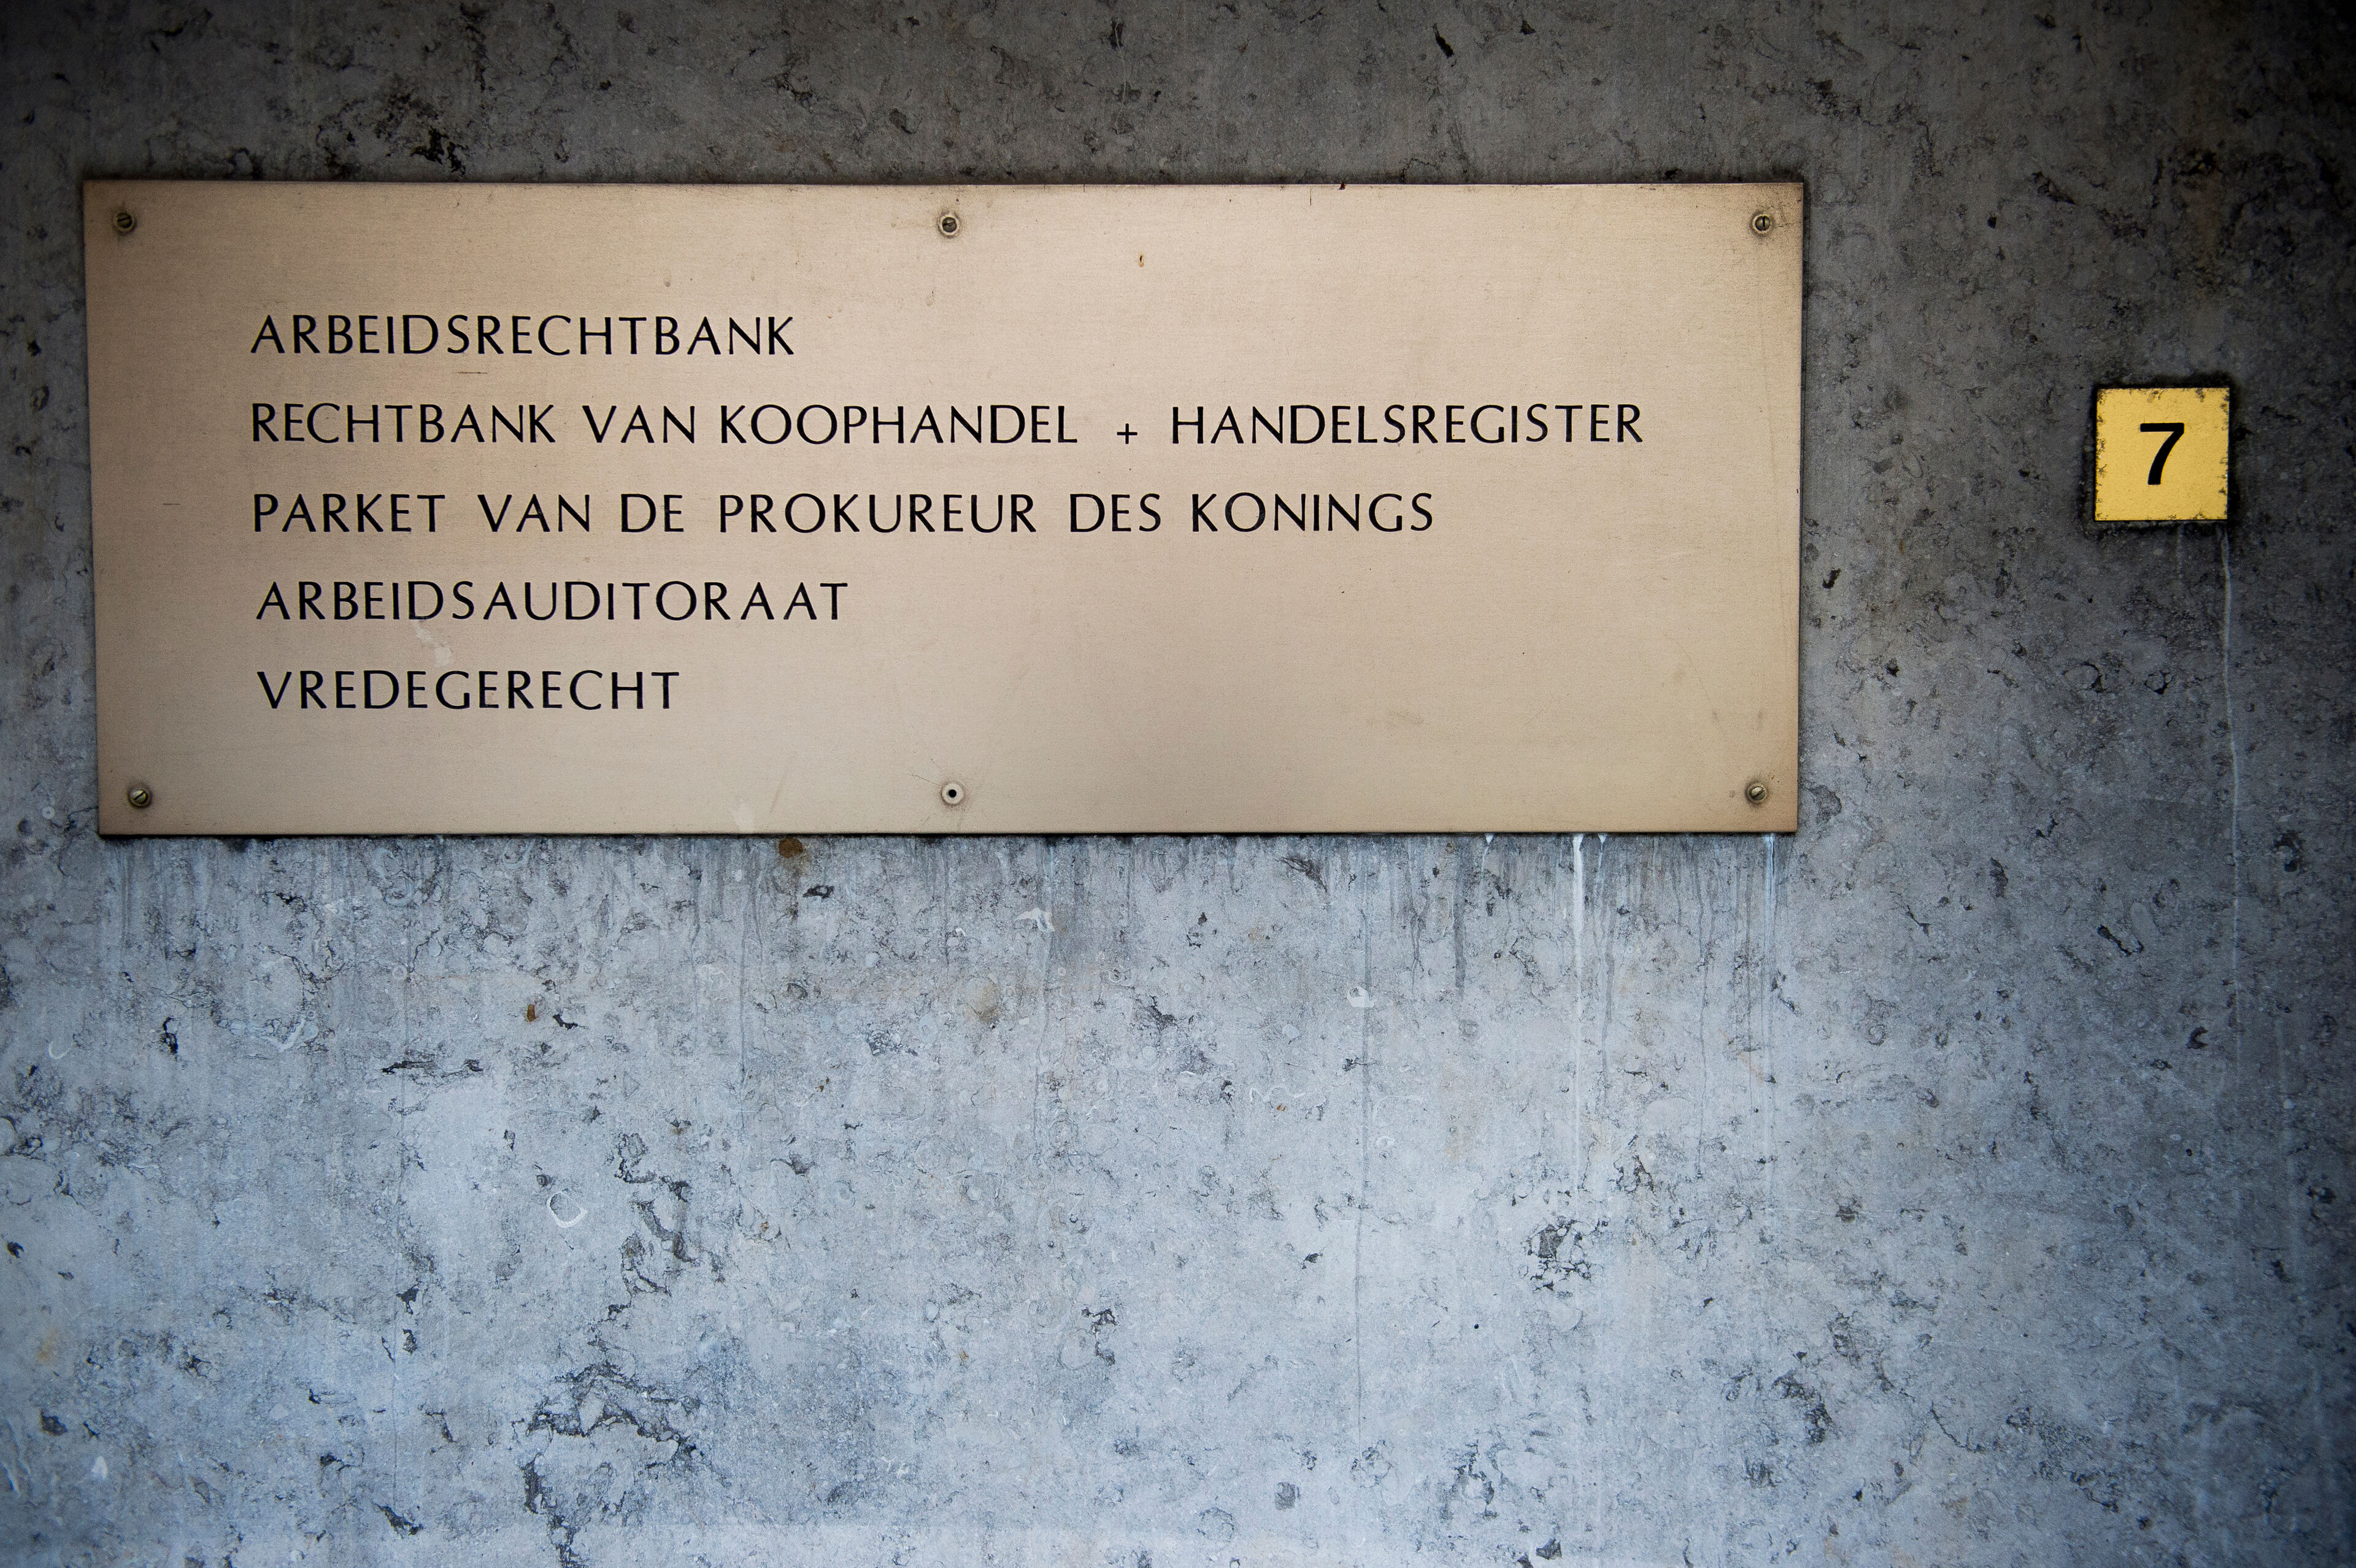 ARBEIDSRECHTBANK
RECHTBANK VAN KOOPHANDEL + HANDELSREGISTER
PARKET VAN DE PROKUREUR DES KONINGS
ARBEIDSAUDITORAAT
VREDEGERECHT
7